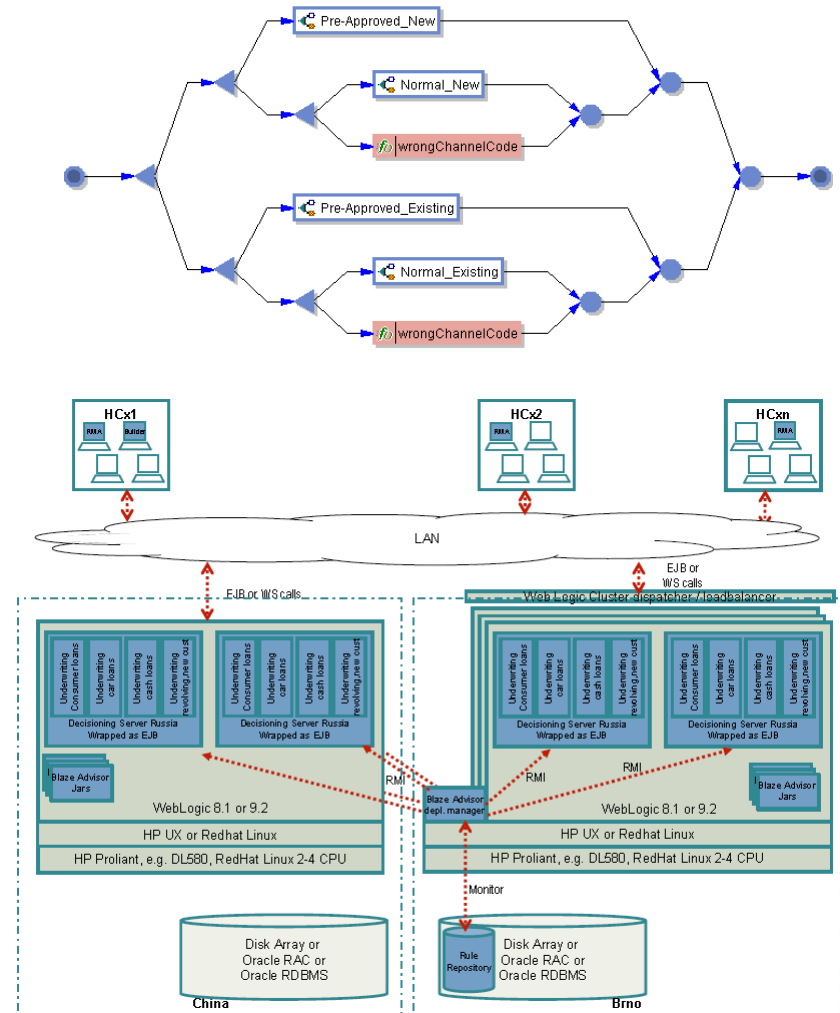 Pre-Approved_New
Normal_New
wrongChannelCode
Pre-Approved_Existing
Normal_Existing
wrongChannelCode
HCx1
RMA
Builder
HCx2
RMA
HCxn
RMA
LAN
EJB or WS calls
EJB or
WS calls
Web Logic Cluster dispatcher / loadbalancer
Underwriting
Consumer loans
Underwriting
car loans
Underwriting
cash loans
Underwriting
revolving,new cust
Decisioning Server Russia
Wrapped as EJB
Underwriting
Consumer loans
Underwriting
car loans
Underwriting
cash loans
Underwriting
revolving,new cust
Decisioning Server Russia
Wrapped as EJB
Underwriting
Consumer loans
Underwriting
car loans
Underwriting
cash loans
Underwriting
revolving,new cust
Decisioning Server Russia
Wrapped as EJB
Underwriting
Consumer loans
Underwriting
car loans
Underwriting
cash loans
Underwriting
revolving,new cust
Decisioning Server Russia
Wrapped as EJB
Blaze Advisor
Jars
RMI
RMI
RMI
Blaze Advisor
depl. manager
Blaze Advisor
Jars
WebLogic 8.1 or 9.2
WebLogic 8.1 or 9.2
HP UX or Redhat Linux
HP UX or Redhat Linux
HP Proliant, e.g. DL580, RedHat Linux 2-4 CPU
HP Proliant, e.g. DL580, RedHat Linux 2-4 CPU
Monitor
Disk Array or
Oracle RAC or
Oracle RDBMS
Rule
Repository
Disk Array or
Oracle RAC or
Oracle RDBMS
China
Brno